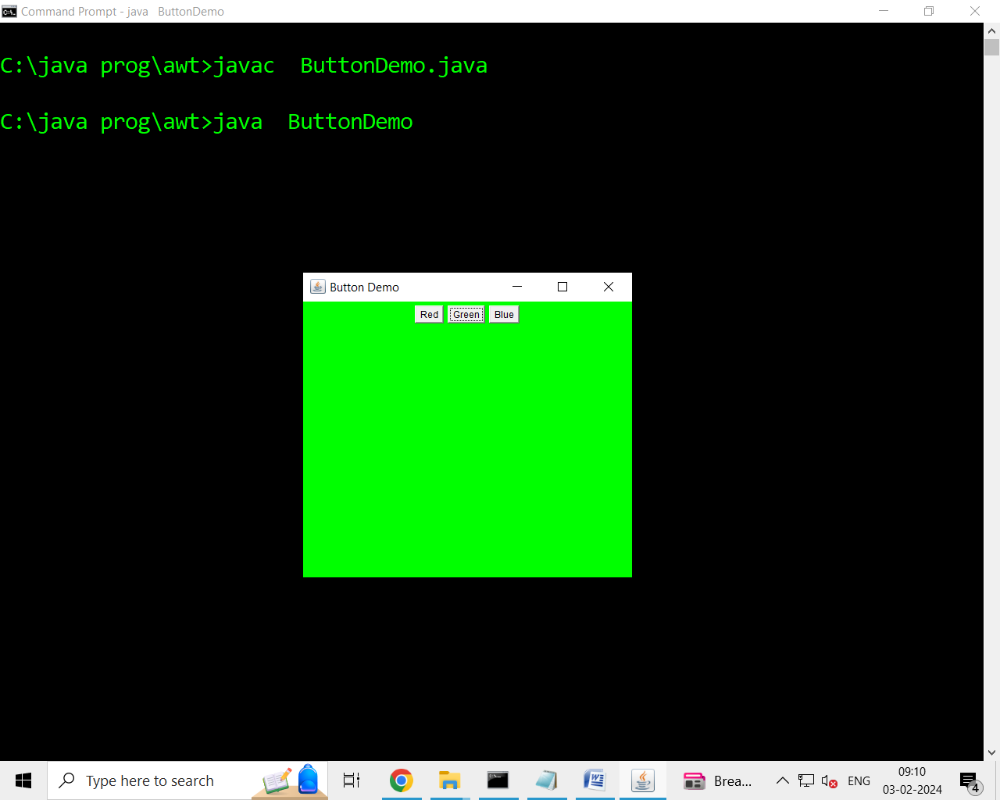 Command Prompt - java   ButtonDemo
C:\java prog\awt>javac  ButtonDemo.java
C:\java prog\awt>java  ButtonDemo
Button Demo
Red Green Blue
Type here to search
Brea...
ENG
09:10
03-02-2024
4